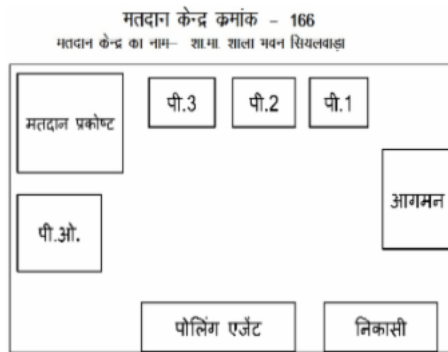 मतदान केन्द्र क्रमांक - 166
मतदान केन्द्र का नाम– शा.मा. शाला भवन सियलवाड़ा
मतदान प्रकोष्ट
पी.3
पी.2
पी.1
आगमन
पी.ओ.
पोलिंग एजेंट
निकासी